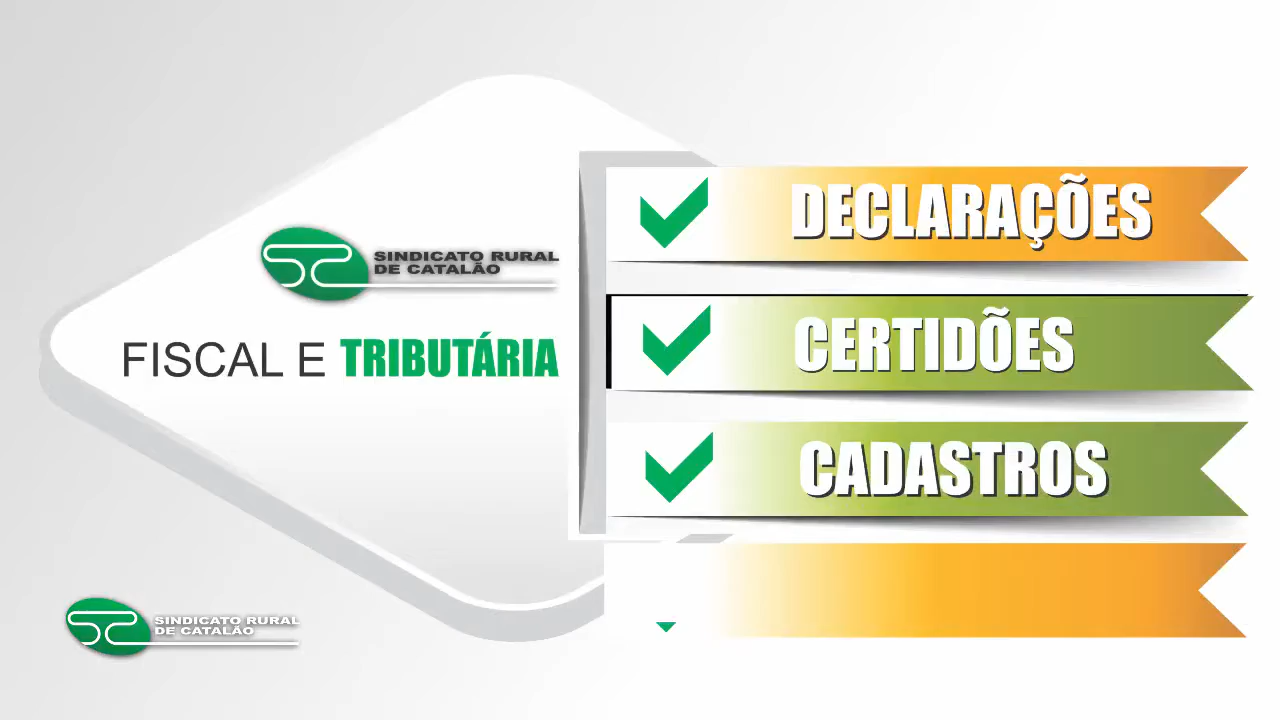 SINDICATO RURAL
DE CATALÃO
FISCAL E TRIBUTÁRIA
DECLARAÇÕES
CERTIDÕES
CADASTROS
SINDICATO RURAL
DE CATALÃO